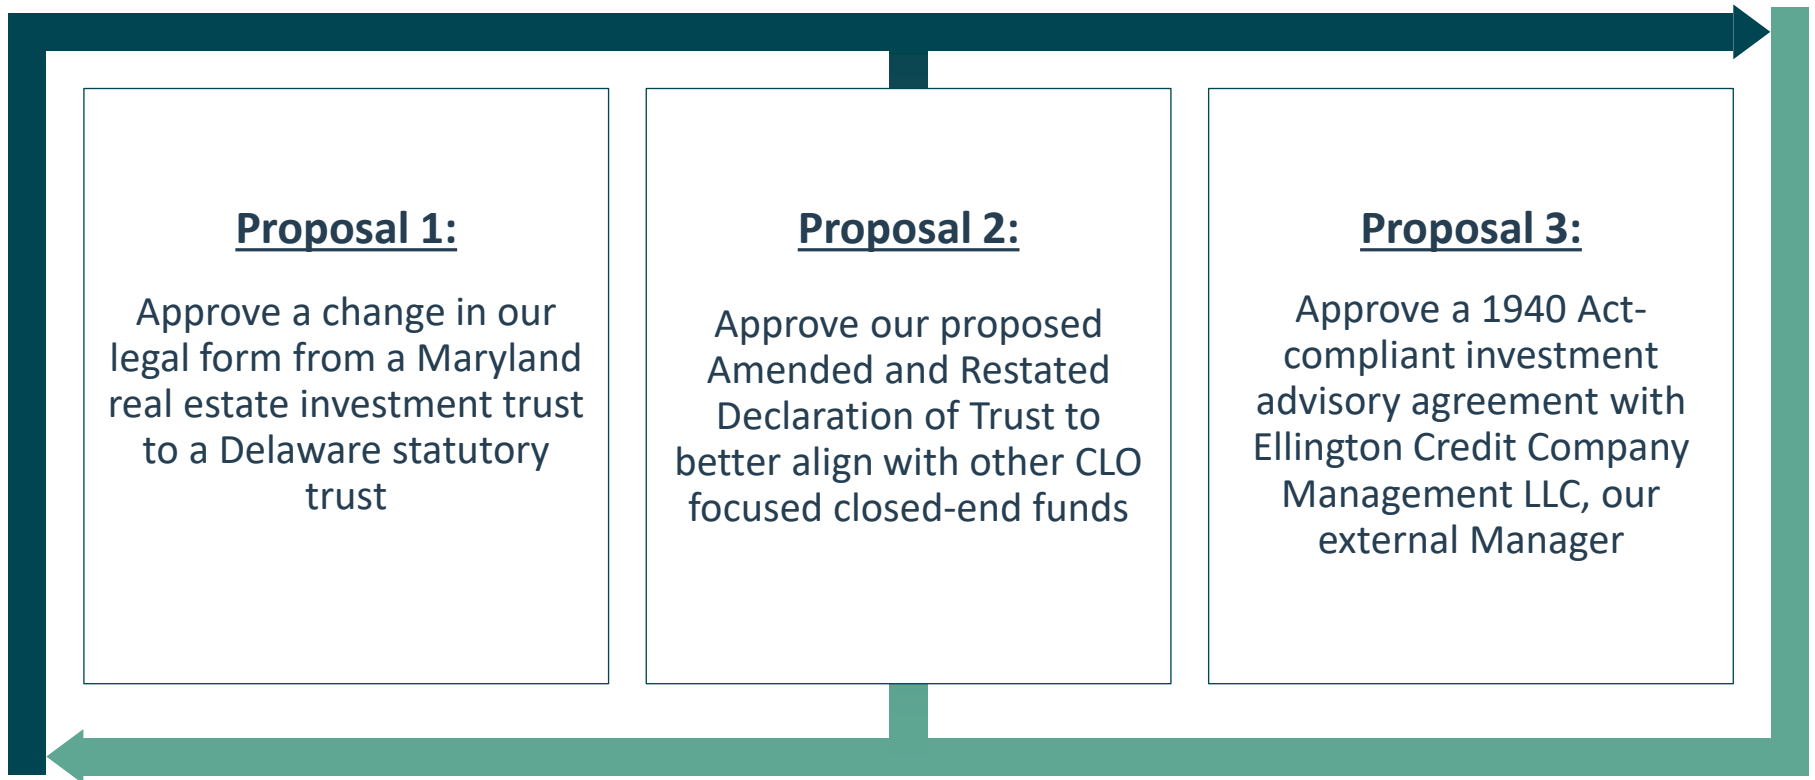 Proposal 1:
Approve a change in our
legal form from a Maryland
real estate investment trust
to a Delaware statutory
trust
Proposal 2:
Approve our proposed
Amended and Restated
Declaration of Trust to
better align with other CLO
focused closed-end funds
Proposal 3:
Approve a 1940 Act-
compliant investment
advisory agreement with
Ellington Credit Company
Management LLC, our
external Manager